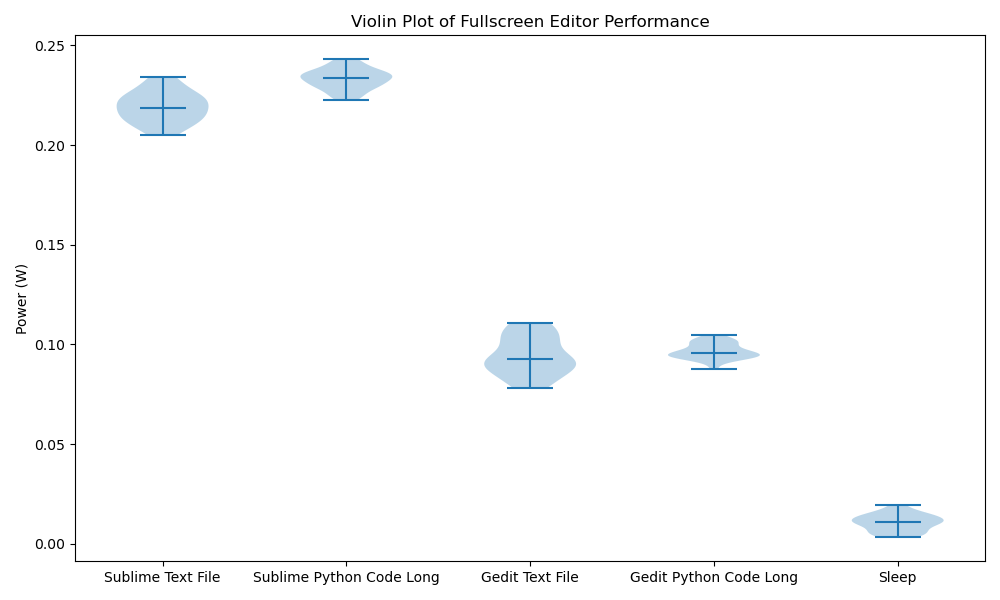 Violin Plot of Fullscreen Editor Performance
Power (W)
0.25
0.20
0.15
0.10
0.05
0.00
Sublime Text File
Sublime Python Code Long
Gedit Text File
Gedit Python Code Long
Sleep